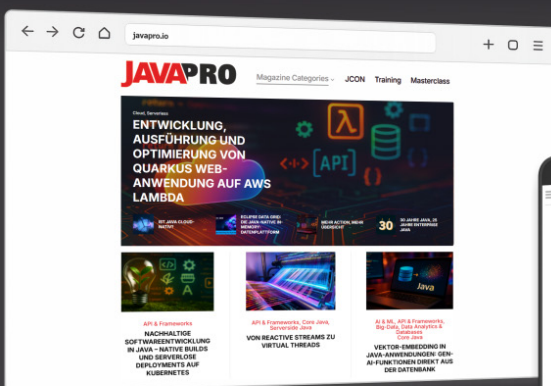 javapro.io
JAVAPRO
Magazine Categories
JCON
Training
Masterclass
Cloud, Serverless
ENTWICKLUNG,
AUSFÜHRUNG UND
OPTIMIERUNG VON
QUARKUS WEB-
ANWENDUNG AUF AWS
LAMBDA
[API]
IST JAVA CLOUD-
NATIV?
ECLIPSE DATA GRID:
DIE JAVA-NATIVE IN-
MEMORY-
DATENPLATTFORM
MEHR ACTION, MEHR
ÜBERSICHT
30
30 JAHRE JAVA, 25
JAHRE ENTERPRISE
JAVA
API & Frameworks
NACHHALTIGE
SOFTWAREENTWICKLUNG
IN JAVA – NATIVE BUILDS
UND SERVERLOSE
DEPLOYMENTS AUF
KUBERNETES
API & Frameworks, Core Java,
Serverside Java
VON REACTIVE STREAMS ZU
VIRTUAL THREADS
Java
AI & ML, API & Frameworks,
Big-Data, Data Analytics &
Databases
Core Java
VEKTOR-EMBEDDING IN
JAVA-ANWENDUNGEN: GEN-
AI-FUNKTIONEN DIREKT AUS
DER DATENBANK